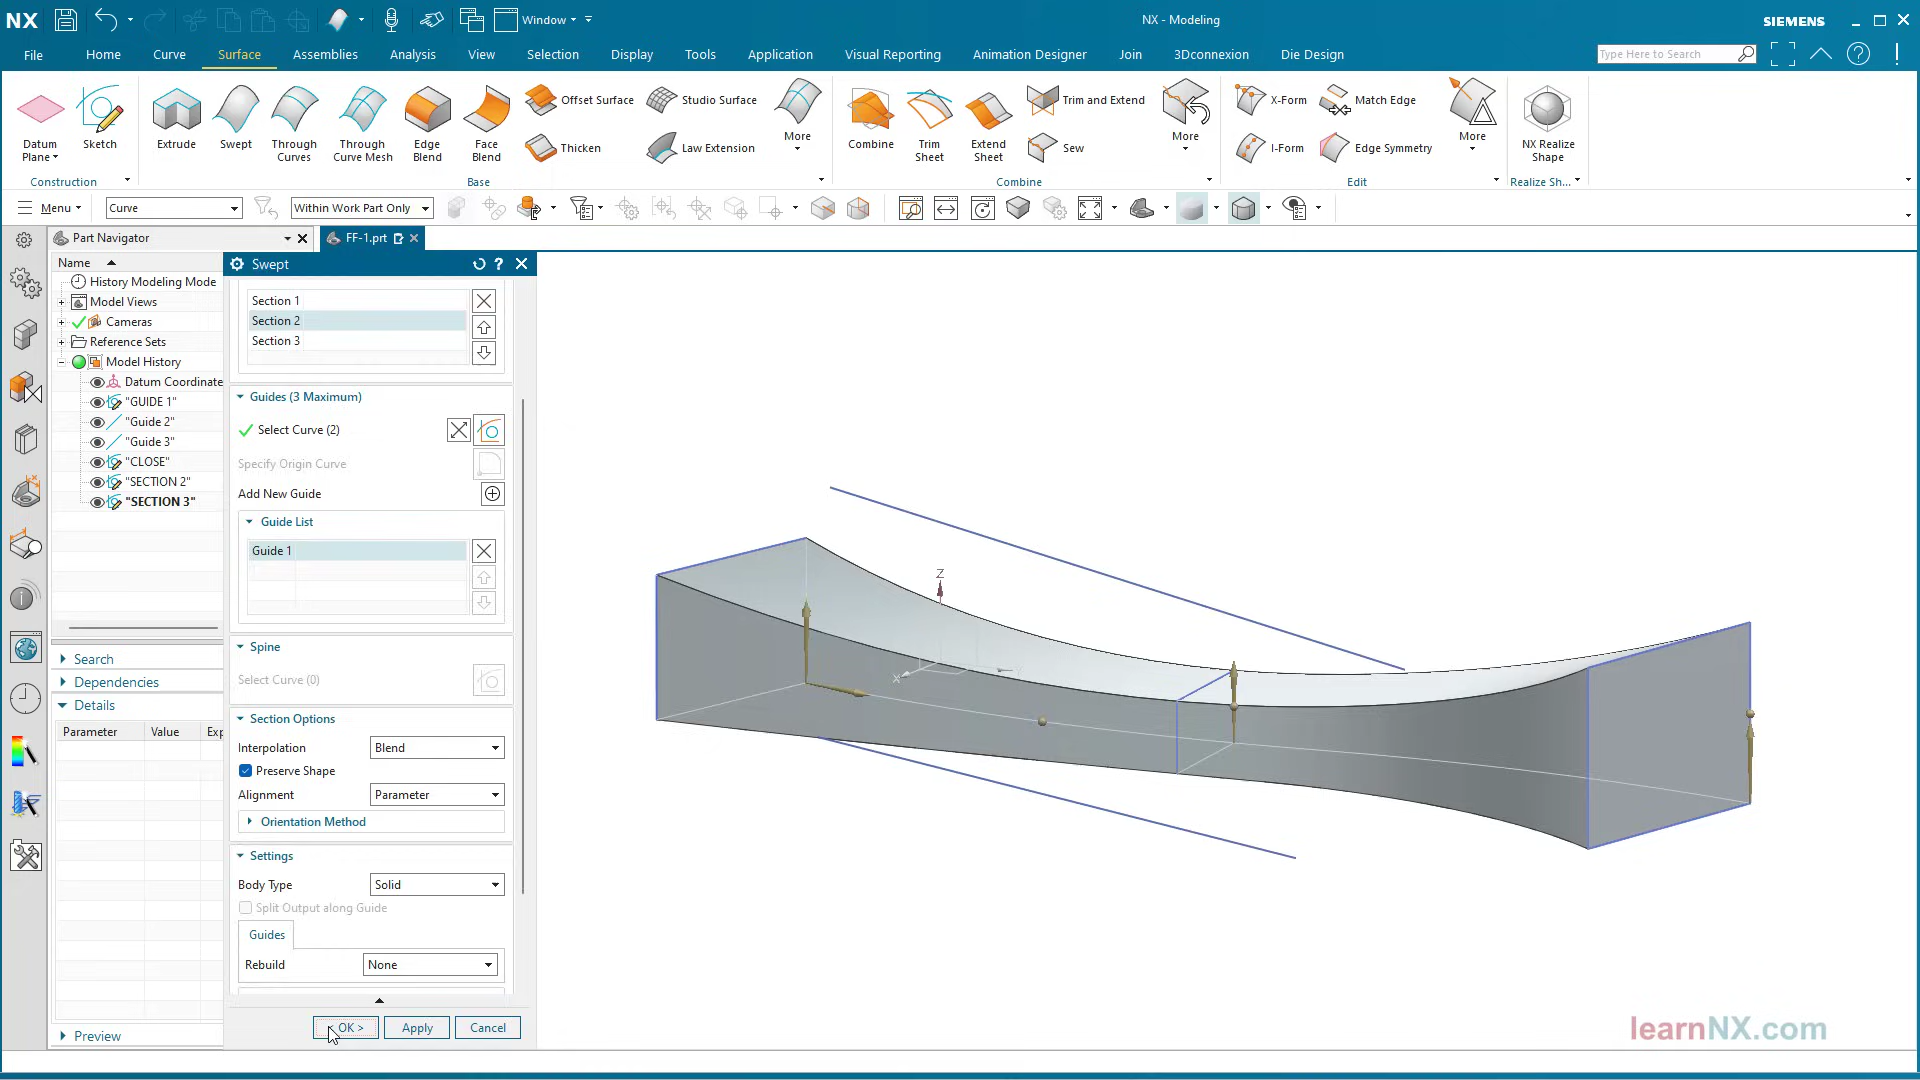 NX
Window
NX - Modeling
SIEMENS
File
Home
Curve
Surface
Assemblies
Analysis
View
Selection
Display
Tools
Application
Visual Reporting
Animation Designer
Join
3Dconnexion
Die Design
Type Here to Search
Datum Plane
Sketch
Extrude
Swept
Through Curves
Through Curve Mesh
Edge Blend
Face Blend
Offset Surface
Thicken
Studio Surface
Law Extension
More
Combine
Trim Sheet
Extend Sheet
Trim and Extend
Sew
More
X-Form
I-Form
Match Edge
Edge Symmetry
More
NX Realize Shape
Construction
Base
Combine
Edit
Realize Sh...
Menu
Curve
Within Work Part Only
Part Navigator
FF-1.prt
Name
History Modeling Mode
Model Views
Cameras
Reference Sets
Model History
Datum Coordinate
"GUIDE 1"
"Guide 2"
"Guide 3"
"CLOSE"
"SECTION 2"
"SECTION 3"
Search
Dependencies
Details
Parameter
Value
Exp
Preview
Swept
Section 1
Section 2
Section 3
Guides (3 Maximum)
Select Curve (2)
Specify Origin Curve
Add New Guide
Guide List
Guide 1
Spine
Select Curve (0)
Section Options
Interpolation
Blend
Preserve Shape
Alignment
Parameter
Orientation Method
Settings
Body Type
Solid
Split Output along Guide
Guides
Rebuild
None
< OK >
Apply
Cancel
Z
X
learnNX.com